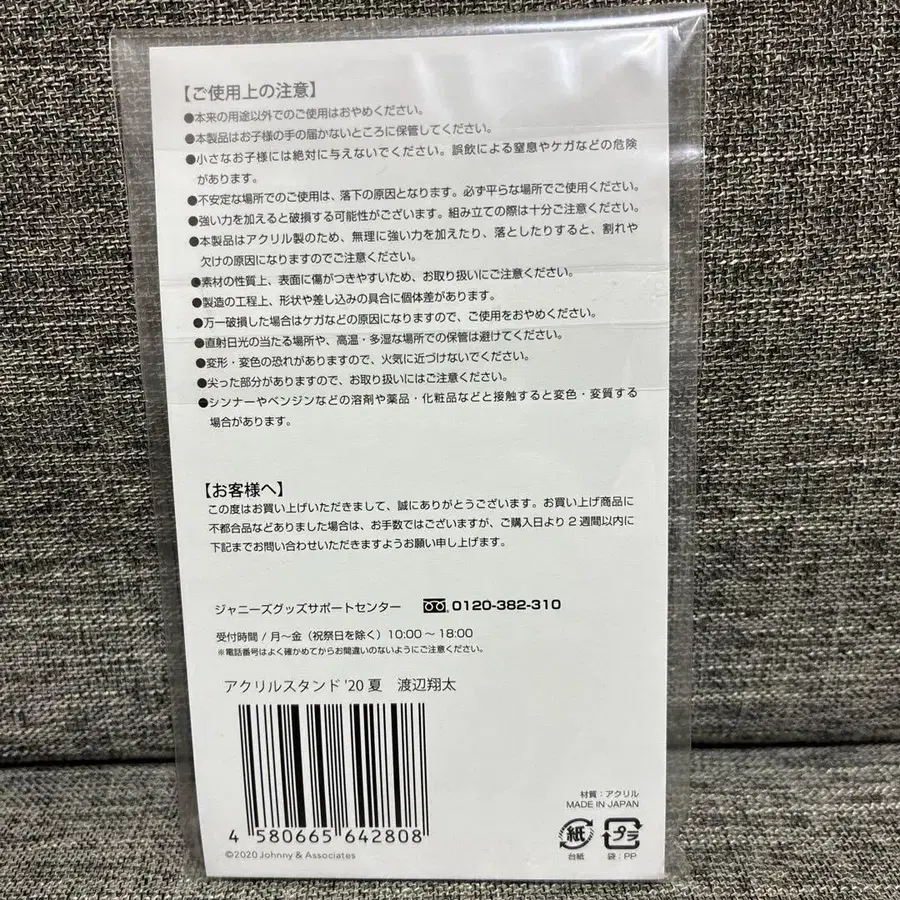 【ご使用上の注意】
●本来の用途以外でのご使用はおやめください。
●本製品はお子様の手の届かないところに保管してください。
●小さなお子様には絶対に与えないでください。誤飲による窒息やケガなどの危険
があります。
●不安定な場所でのご使用は、落下の原因となります。必ず平らな場所でご使用ください。
●強い力を加えると破損する可能性がございます。組み立ての際は十分ご注意ください。
●本製品はアクリル製のため、無理に強い力を加えたり、落としたりすると、割れや
欠けの原因になりますのでご注意ください。
●素材の性質上、表面に傷がつきやすいため、お取り扱いにご注意ください。
●製造の工程上、形状や差し込みの具合に個体差があります。
●万一破損した場合はケガなどの原因になりますので、ご使用をおやめください。
●直射日光の当たる場所や、高温・多湿な場所での保管は避けてください。
●変形・変色の恐れがありますので、火気に近づけないでください。
●尖った部分がありますので、お取り扱いにはご注意ください。
●シンナーやベンジンなどの溶剤や薬品・化粧品などと接触すると変色・変質する
場合があります。
【お客様へ】
この度はお買い上げいただきまして、誠にありがとうございます。お買い上げ商品に
不都合品などありました場合は、お手数ではございますが、ご購入日より2週間以内に
下記までお問い合わせいただきますようお願い申し上げます。
ジャニーズグッズサポートセンター 0120-382-310
受付時間/月〜金(祝祭日を除く)10:00〜18:00
※電話番号はよく確かめてからお間違いのないようにご注意ください。
アクリルスタンド '20 夏 渡辺翔太
4 580665 642808
©2020 Johnny & Associates
材質:アクリル
MADE IN JAPAN
紙 プラ
台紙 袋:PP